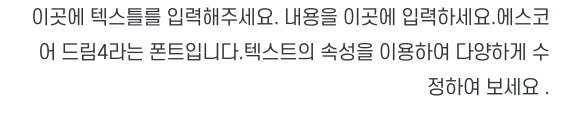 이곳에 텍스틀를 입력해주세요. 내용을 이곳에 입력하세요.에스코
어 드림4라는 폰트입니다.텍스트의 속성을 이용하여 다양하게 수
정하여 보세요 .